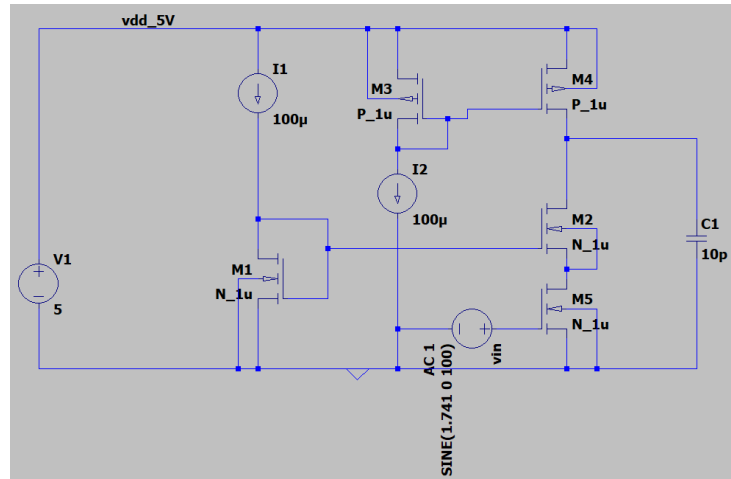 vdd_5V
I1
100µ
M3
P_1u
M4
P_1u
I2
100µ
M1
N_1u
M2
N_1u
C1
10p
V1
5
M5
N_1u
vin
AC 1
SINE(1.741 0 100)